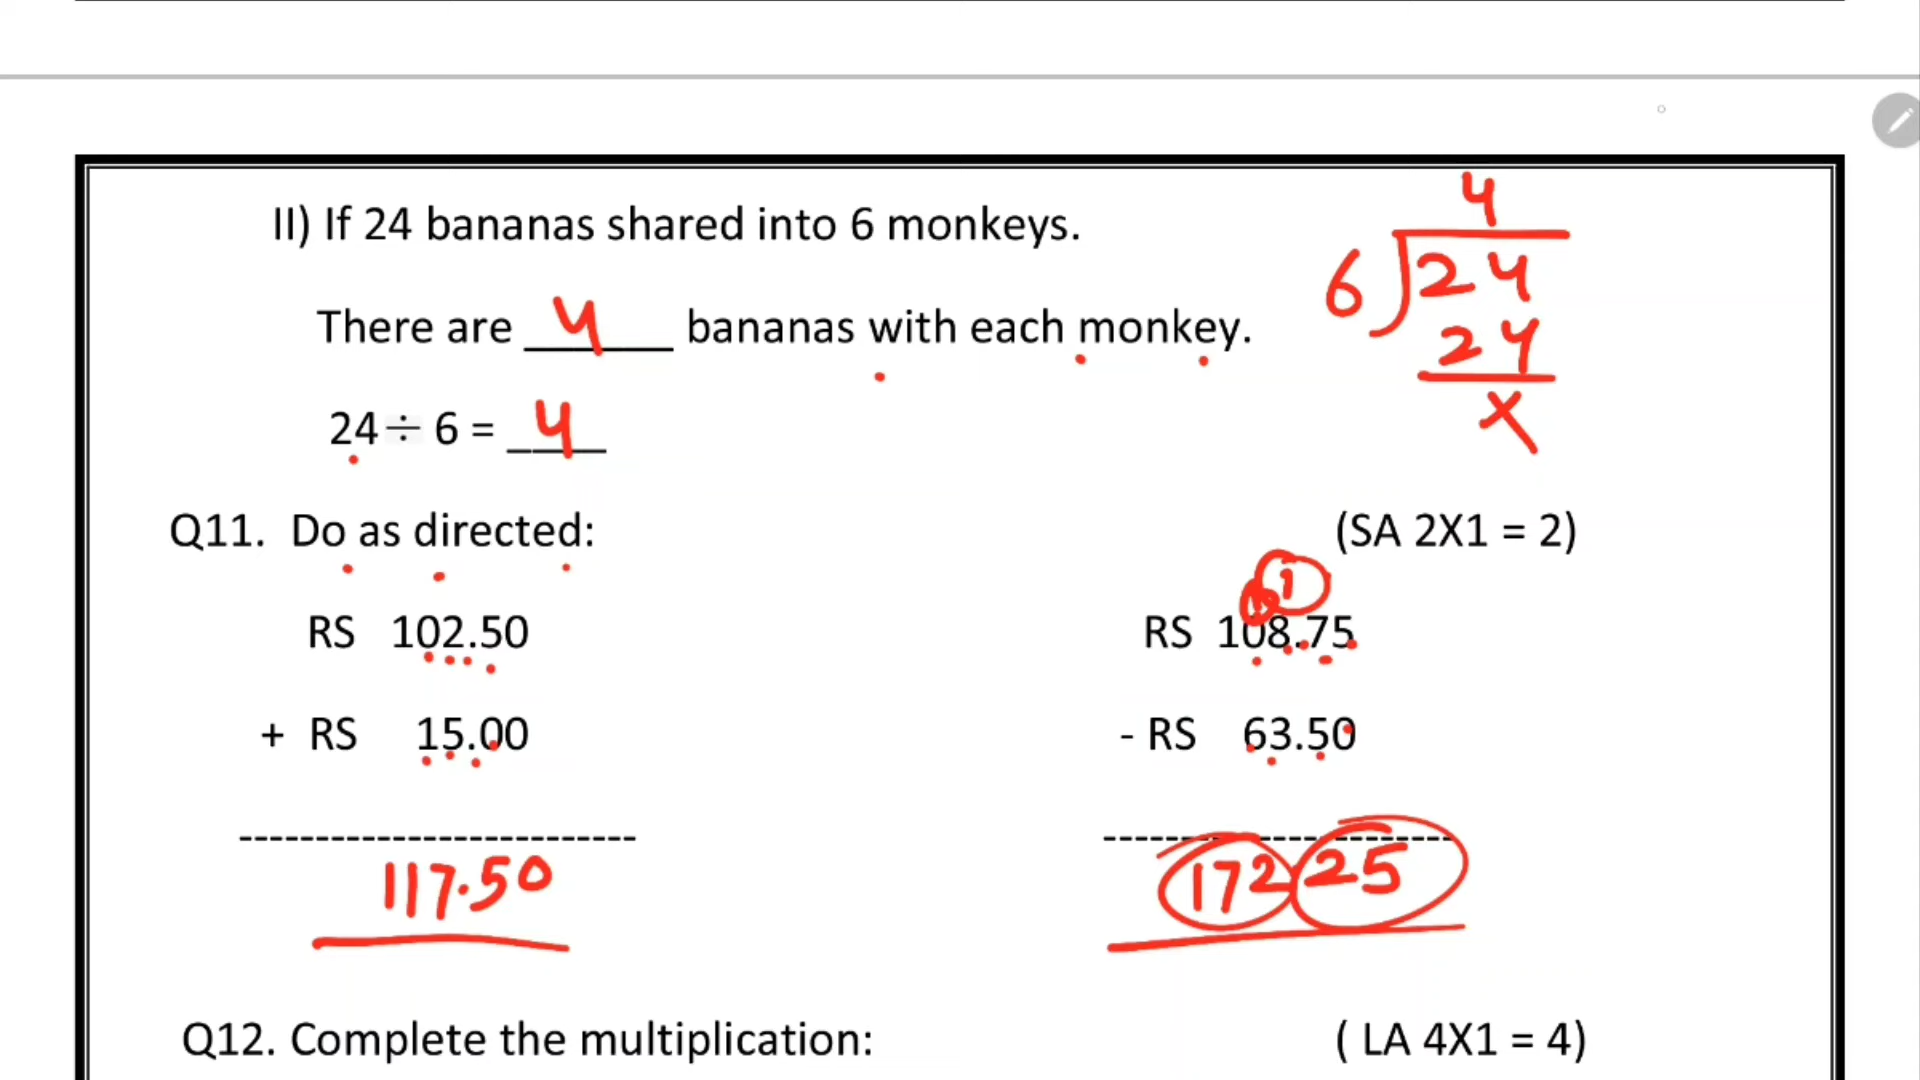 II) If 24 bananas shared into 6 monkeys.
There are 4 bananas with each monkey.
24 ÷ 6 = 4
4
6 24
24
x
Q11. Do as directed: (SA 2X1 = 2)
1
RS 102.50
+ RS 15.00
117.50
RS 108.75
- RS 63.50
172.25
Q12. Complete the multiplication: ( LA 4X1 = 4)